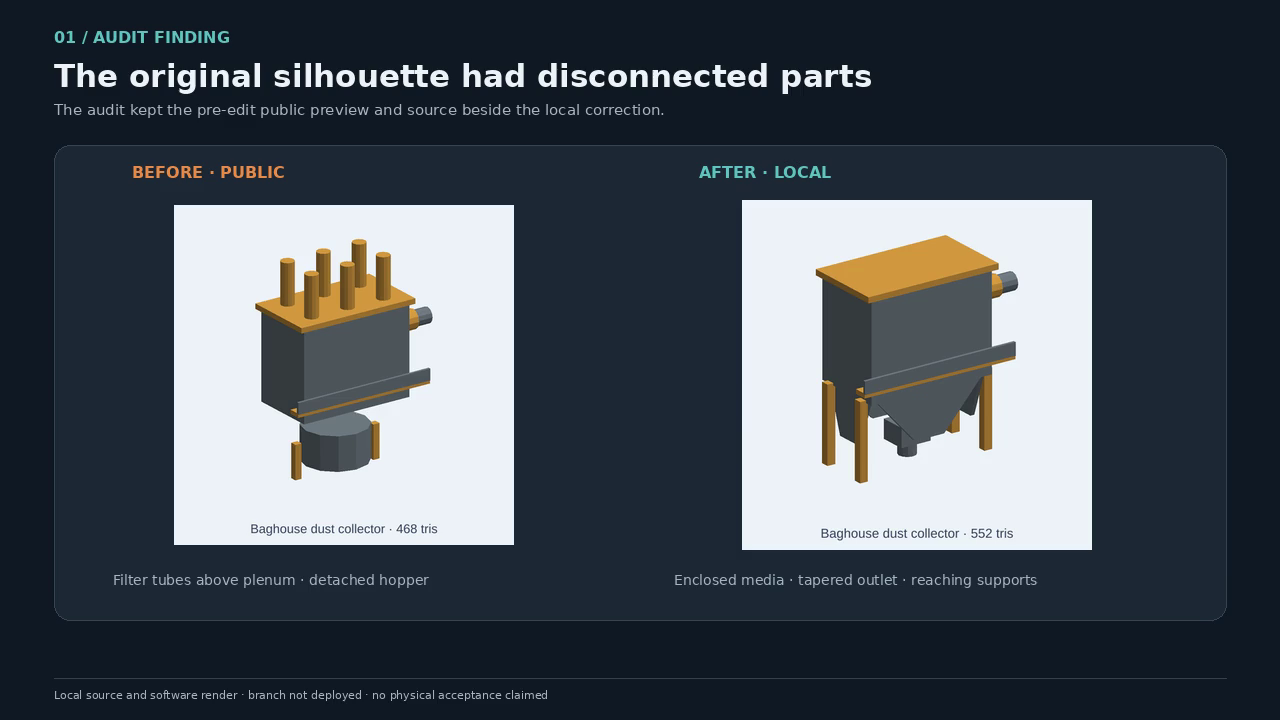 01 / AUDIT FINDING
The original silhouette had disconnected parts
The audit kept the pre-edit public preview and source beside the local correction.
BEFORE · PUBLIC
Baghouse dust collector · 468 tris
Filter tubes above plenum · detached hopper
AFTER · LOCAL
Baghouse dust collector · 552 tris
Enclosed media · tapered outlet · reaching supports
Local source and software render · branch not deployed · no physical acceptance claimed